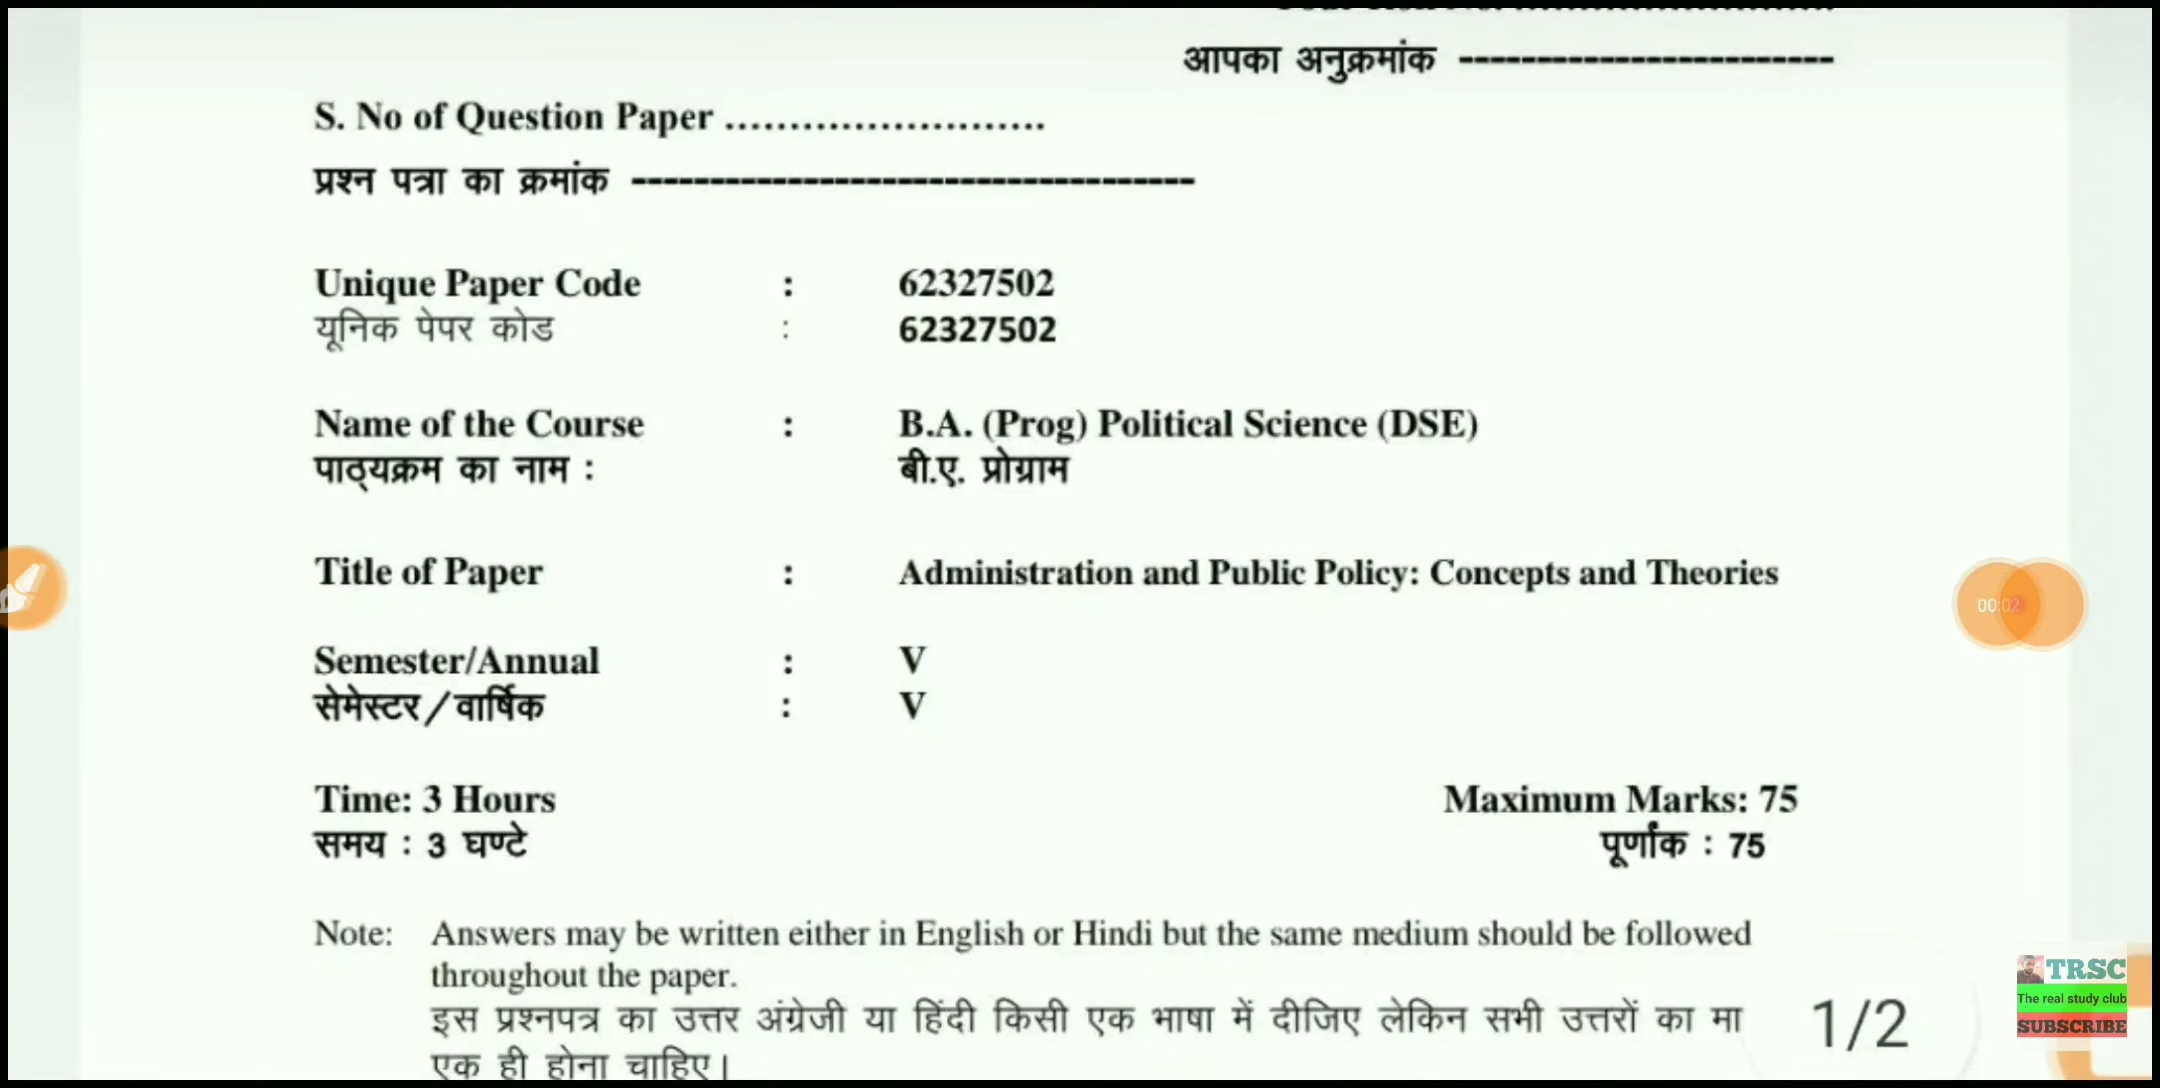 आपका अनुक्रमांक ------------------------
S. No of Question Paper .........................
प्रश्न पत्रा का क्रमांक ------------------------------------
Unique Paper Code : 62327502
यूनिक पेपर कोड : 62327502
Name of the Course : B.A. (Prog) Political Science (DSE)
पाठ्यक्रम का नाम : बी.ए. प्रोग्राम
Title of Paper : Administration and Public Policy: Concepts and Theories
Semester/Annual : V
सेमेस्टर/वार्षिक : V
Time: 3 Hours Maximum Marks: 75
समय : 3 घण्टे पूर्णांक : 75
Note: Answers may be written either in English or Hindi but the same medium should be followed
throughout the paper.
इस प्रश्नपत्र का उत्तर अंग्रेजी या हिंदी किसी एक भाषा में दीजिए लेकिन सभी उत्तरों का मा
एक ही होना चाहिए।
1/2
00:02
TRSC
The real study club
SUBSCRIBE